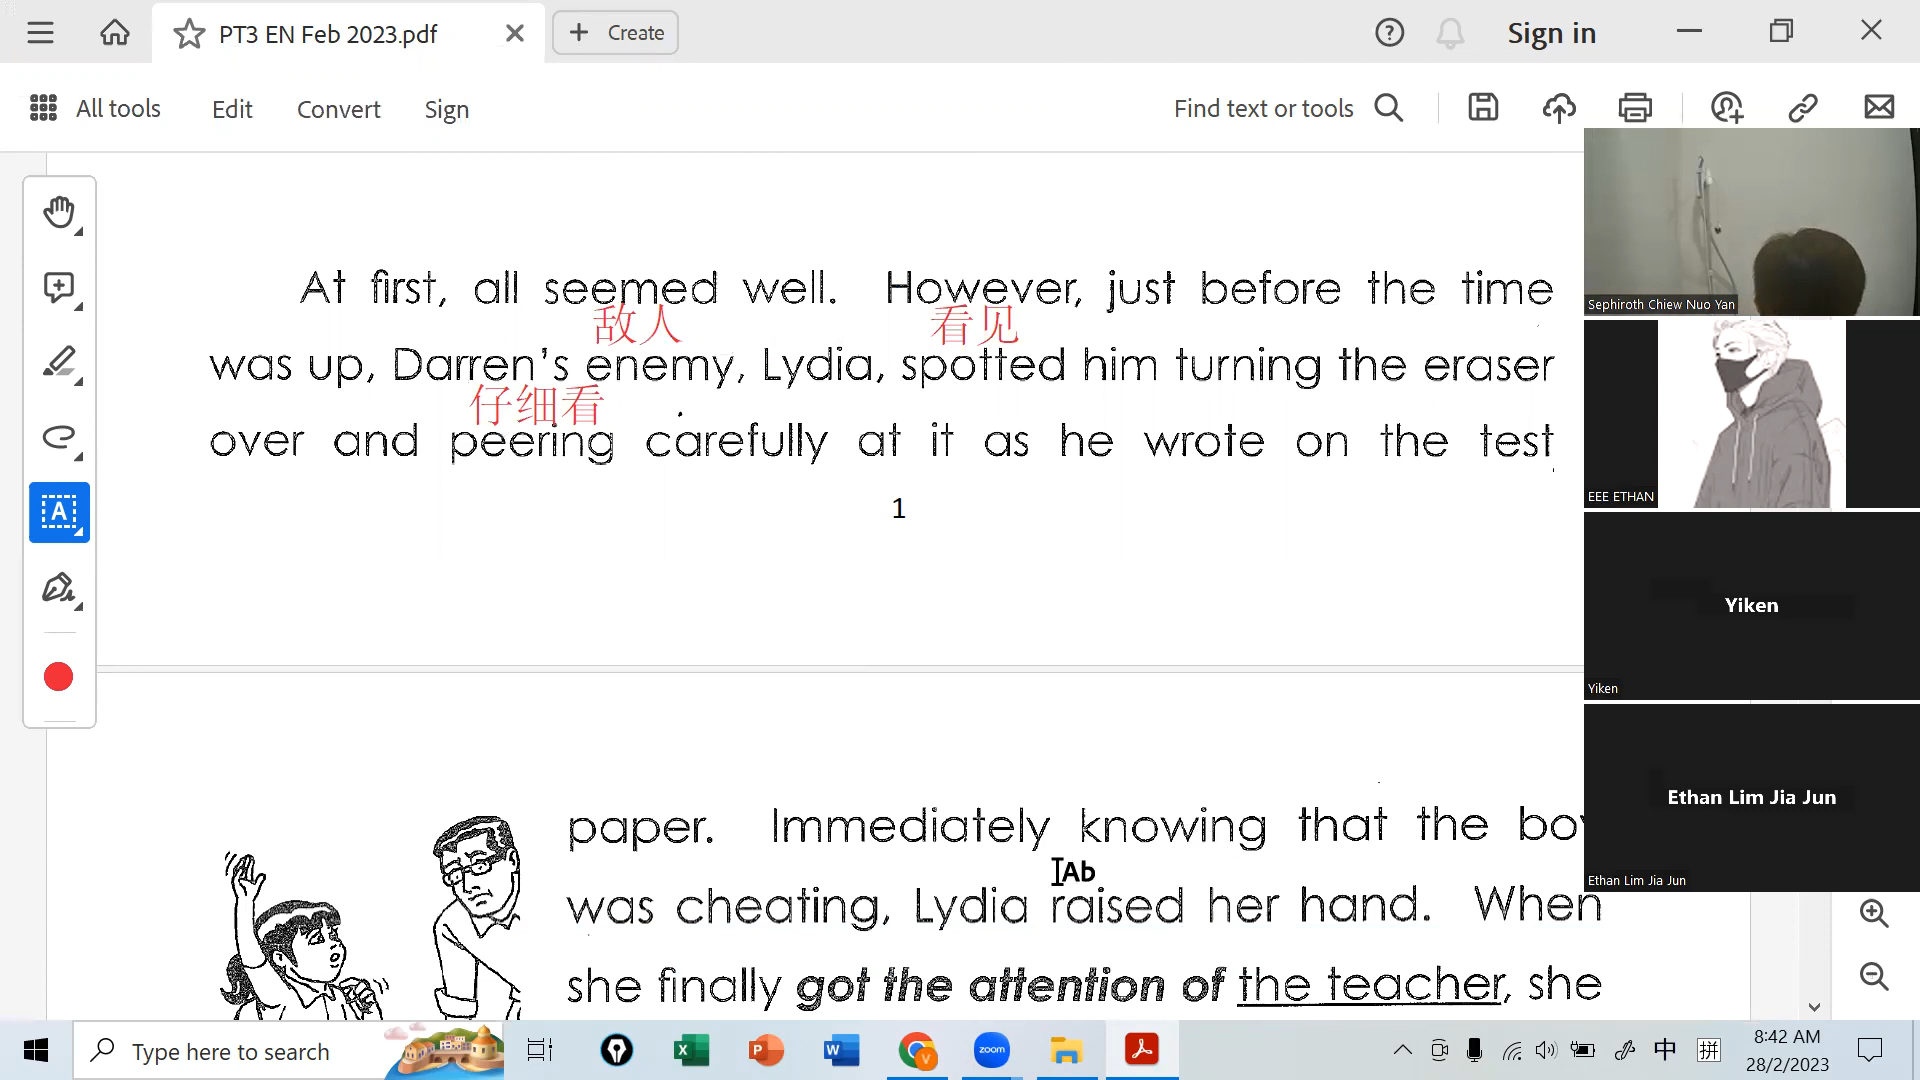 PT3 EN Feb 2023.pdf
Create
Sign in
All tools
Edit
Convert
Sign
Find text or tools
At first, all seemed well. However, just before the time
敌人 看见
was up, Darren's enemy, Lydia, spotted him turning the eraser
仔细看
over and peering carefully at it as he wrote on the test
1
paper. Immediately knowing that the
Ab
was cheating, Lydia raised her hand. When
she finally got the attention of the teacher, she
Sephiroth Chiew Nuo Yan
EEE ETHAN
Yiken
Yiken
Ethan Lim Jia Jun
Ethan Lim Jia Jun
Type here to search
zoom
中
拼
8:42 AM
28/2/2023